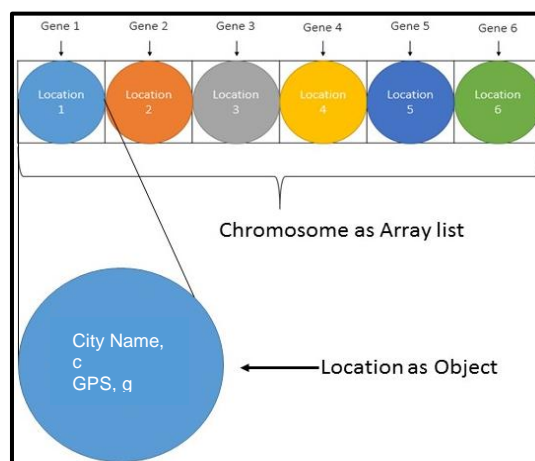 Gene 1 Gene 2 Gene 3 Gene 4 Gene 5 Gene 6
Location Location Location Location Location Location
1 2 3 4 5 6
Chromosome as Array list
City Name,
c
GPS, g
Location as Object